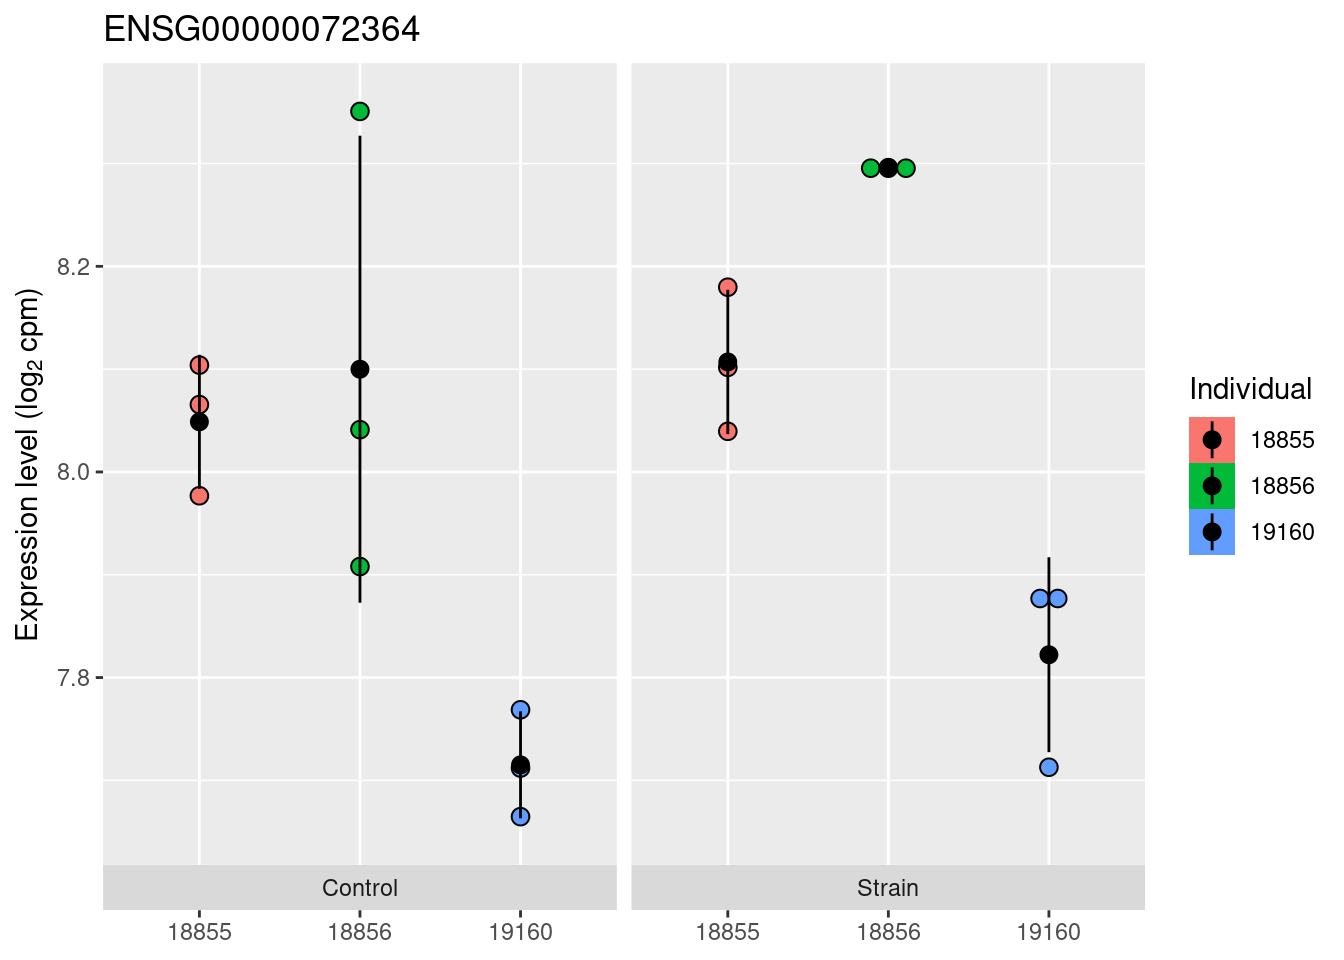 ENSG00000072364
Expression level (log₂ cpm)
8.2
8.0
7.8
Control
Strain
18855
18856
19160
18855
18856
19160
Individual
18855
18856
19160